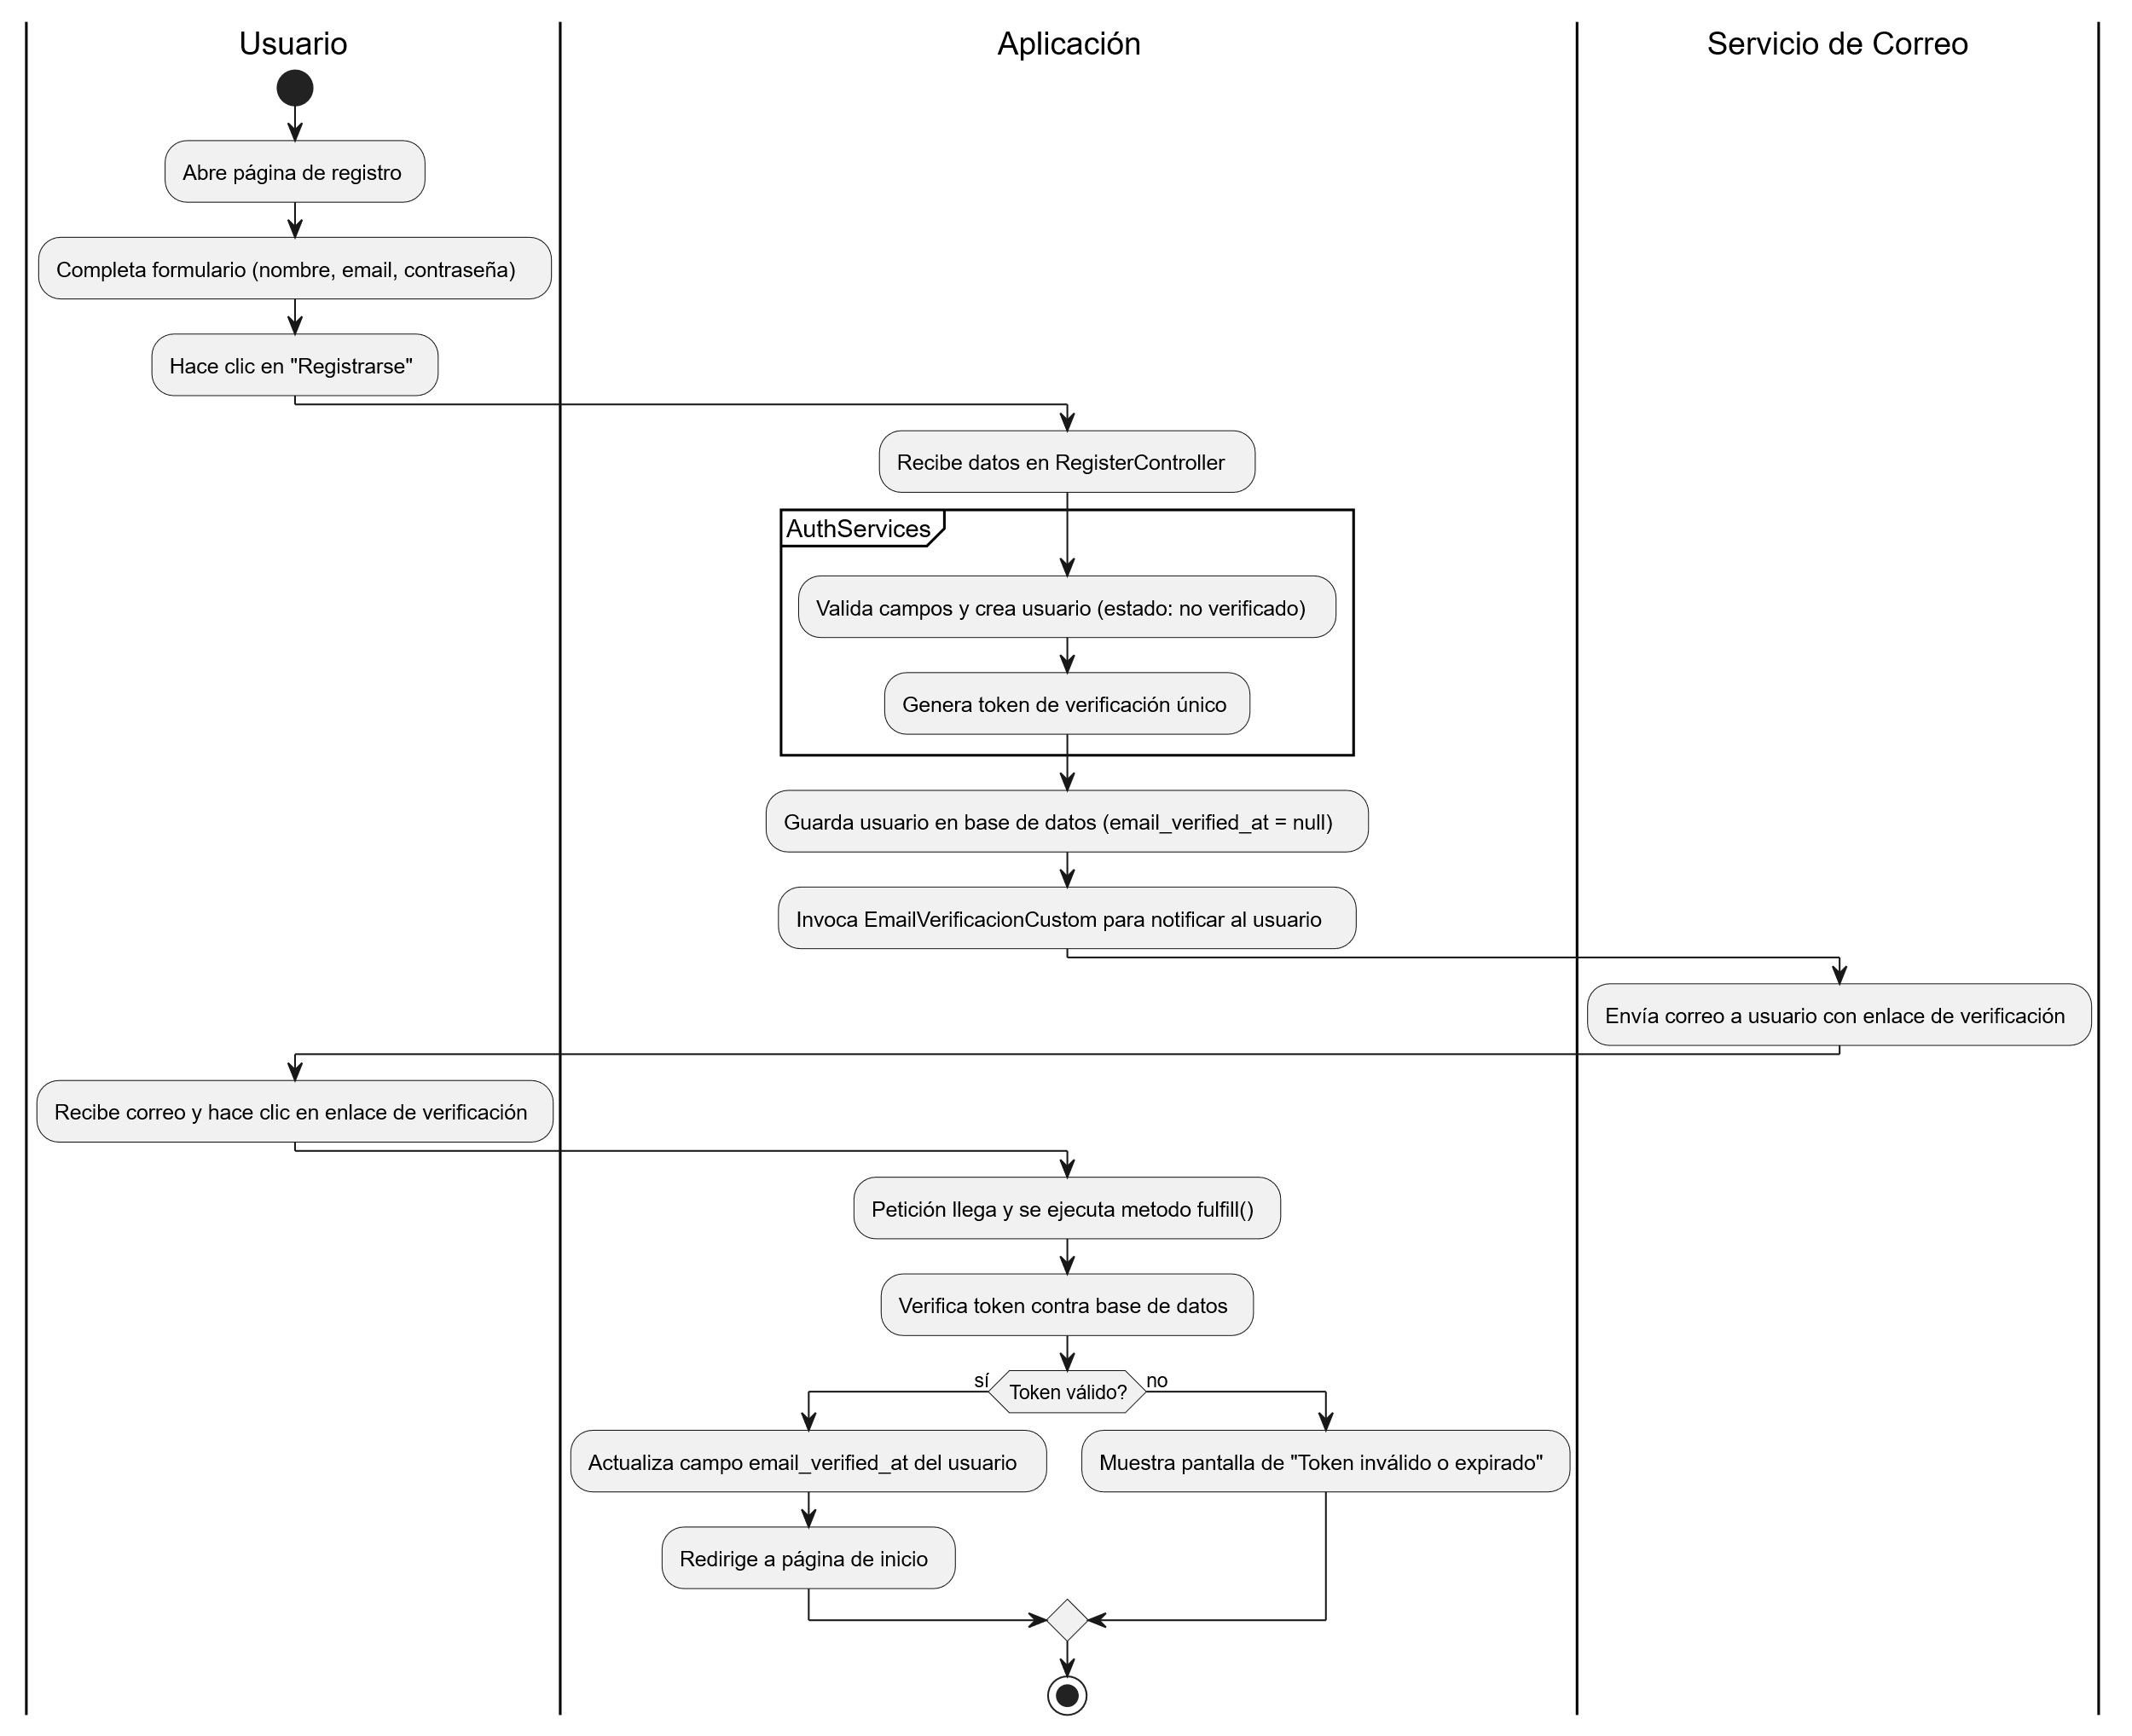 Usuario
Aplicación
Servicio de Correo
Abre página de registro
Completa formulario (nombre, email, contraseña)
Hace clic en "Registrarse"
Recibe datos en RegisterController
AuthServices
Valida campos y crea usuario (estado: no verificado)
Genera token de verificación único
Guarda usuario en base de datos (email_verified_at = null)
Invoca EmailVerificacionCustom para notificar al usuario
Envía correo a usuario con enlace de verificación
Recibe correo y hace clic en enlace de verificación
Petición llega y se ejecuta metodo fulfill()
Verifica token contra base de datos
sí
Token válido?
no
Actualiza campo email_verified_at del usuario
Muestra pantalla de "Token inválido o expirado"
Redirige a página de inicio